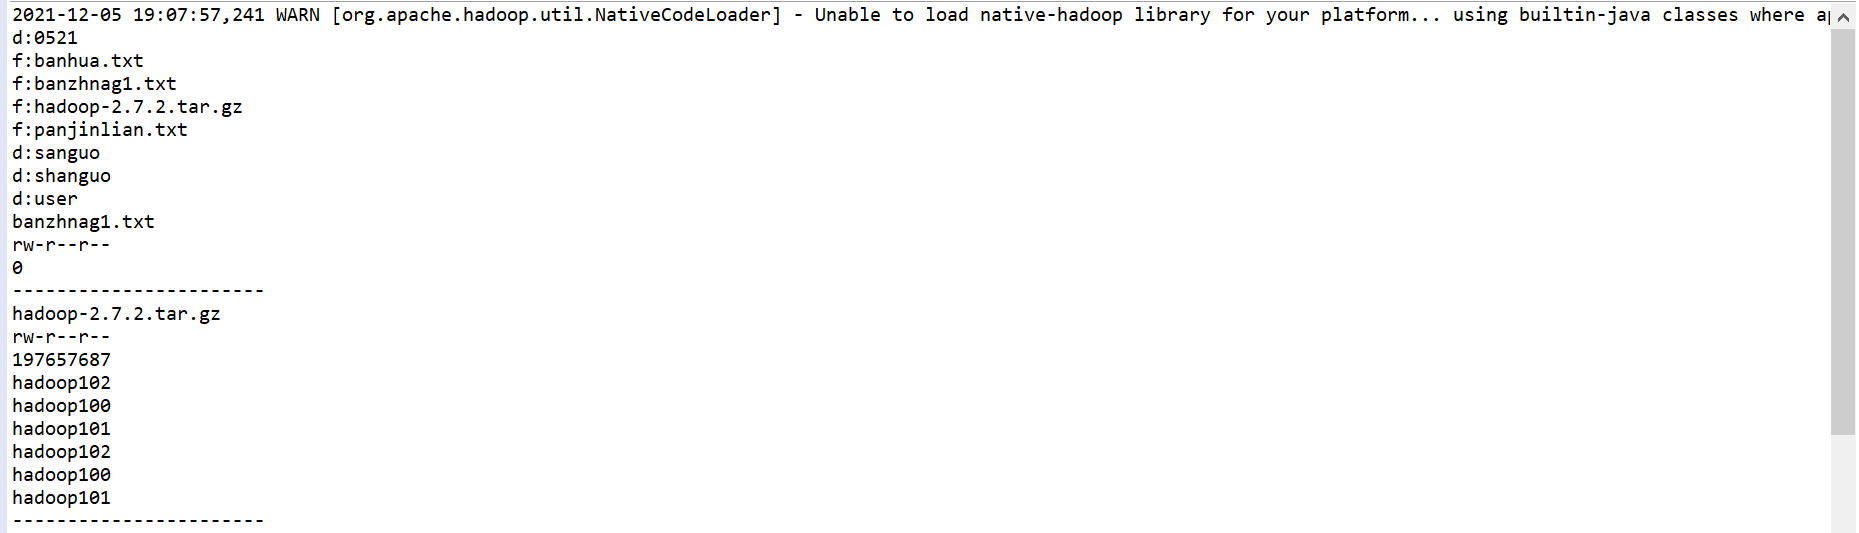 2021-12-05 19:07:57,241 WARN [org.apache.hadoop.util.NativeCodeLoader] - Unable to load native-hadoop library for your platform... using builtin-java classes where
d:0521
f:banhua.txt
f:banzhnag1.txt
f:hadoop-2.7.2.tar.gz
f:panjinlian.txt
d:sanguo
d:shanguo
d:user
banzhnag1.txt
rw-r--r--
0
-----------------------
hadoop-2.7.2.tar.gz
rw-r--r--
197657687
hadoop102
hadoop100
hadoop101
hadoop102
hadoop100
hadoop101
-----------------------